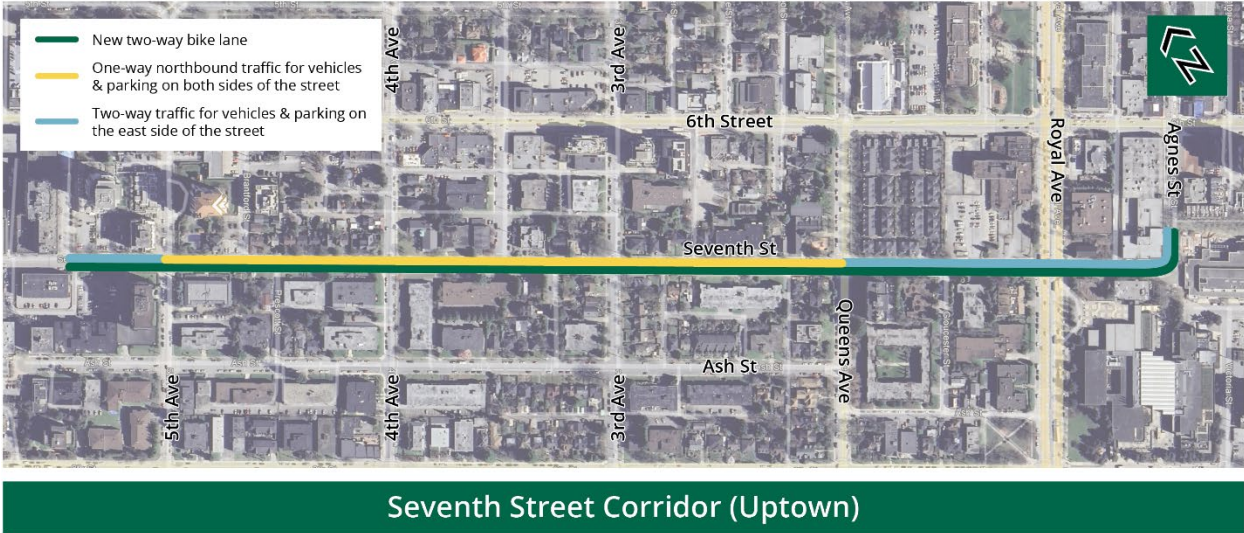 New two-way bike lane
One-way northbound traffic for vehicles
& parking on both sides of the street
Two-way traffic for vehicles & parking on
the east side of the street
N
5th St
4th Ave
3rd Ave
6th Street
Royal Ave
Agnes St
Seventh St
Queens Ave
Ash St
5th Ave
4th Ave
3rd Ave
Seventh Street Corridor (Uptown)